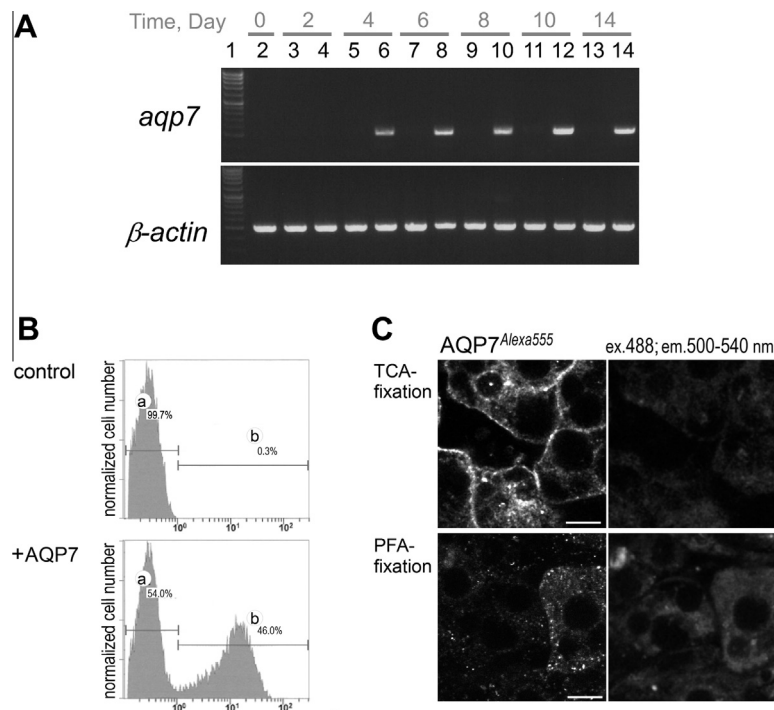 A
Time, Day 0 2 4 6 8 10 14
1 2 3 4 5 6 7 8 9 10 11 12 13 14
aqp7
β-actin
B
control
normalized cell number
a
99.7%
b
0.3%
10⁰ 10¹ 10²
+AQP7
normalized cell number
a
54.0%
b
46.0%
10⁰ 10¹ 10²
C
AQP7Alexa555 ex.488; em.500-540 nm
TCA-
fixation
PFA-
fixation